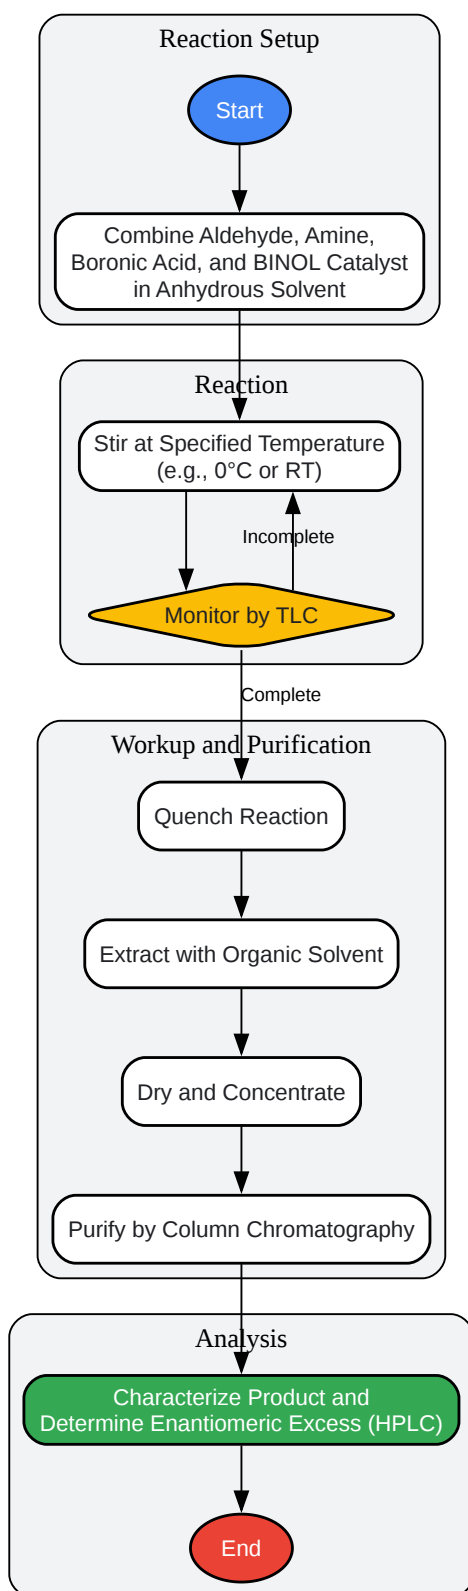 Reaction Setup
Start
Combine Aldehyde, Amine,
Boronic Acid, and BINOL Catalyst
in Anhydrous Solvent
Reaction
Stir at Specified Temperature
(e.g., 0°C or RT)
Incomplete
Monitor by TLC
Complete
Workup and Purification
Quench Reaction
Extract with Organic Solvent
Dry and Concentrate
Purify by Column Chromatography
Analysis
Characterize Product and
Determine Enantiomeric Excess (HPLC)
End